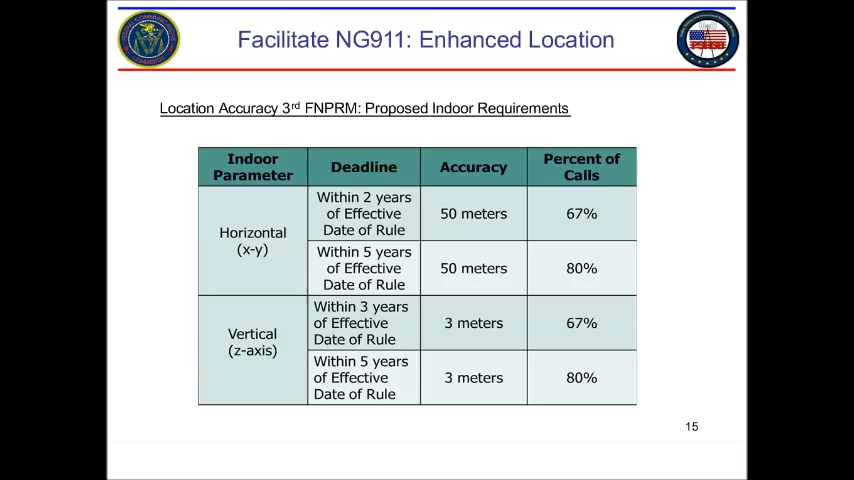 Facilitate NG911: Enhanced Location
Location Accuracy 3rd FNPRM: Proposed Indoor Requirements
Indoor Parameter Deadline Accuracy Percent of Calls
Horizontal (x-y)
Within 2 years of Effective Date of Rule 50 meters 67%
Within 5 years of Effective Date of Rule 50 meters 80%
Vertical (z-axis)
Within 3 years of Effective Date of Rule 3 meters 67%
Within 5 years of Effective Date of Rule 3 meters 80%
15